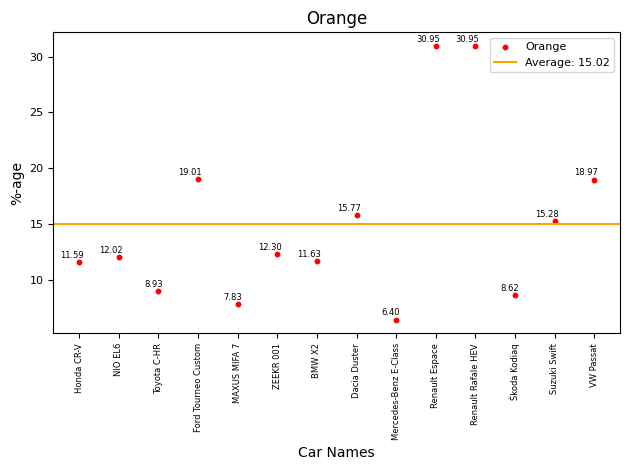 Orange
%-age
30
25
20
15
10
11.59
12.02
8.93
19.01
7.83
12.30
11.63
15.77
6.40
30.95
30.95
8.62
15.28
18.97
Orange
Average: 15.02
Honda CR-V
NIO EL6
Toyota C-HR
Ford Tourneo Custom
MAXUS MIFA 7
ZEEKR 001
BMW X2
Dacia Duster
Mercedes-Benz E-Class
Renault Espace
Renault Rafale HEV
Škoda Kodiaq
Suzuki Swift
VW Passat
Car Names